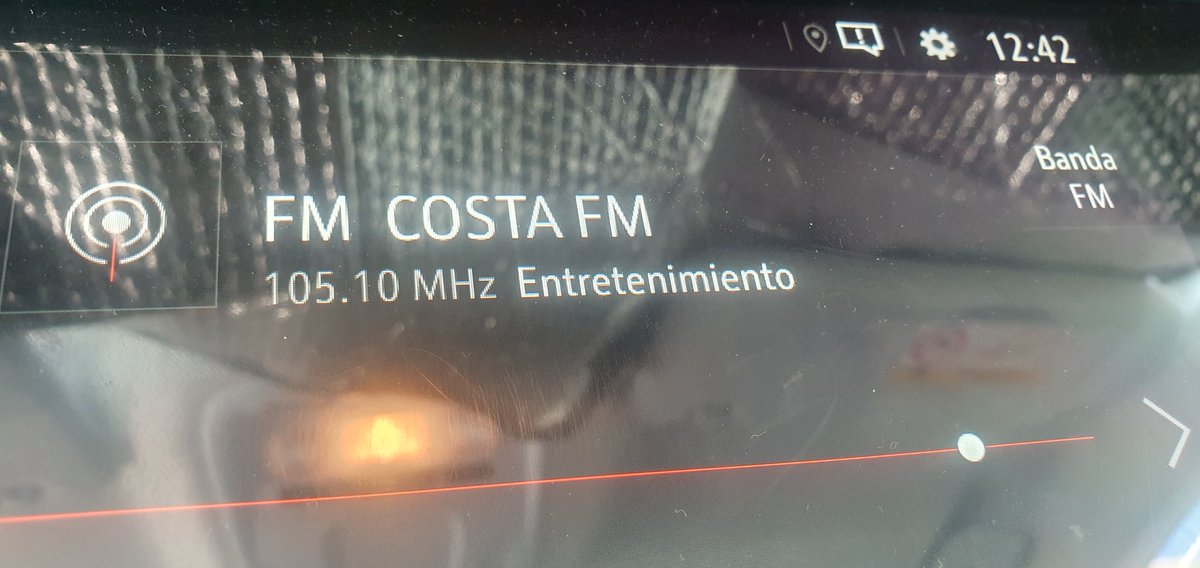 12:42
Banda
FM
FM COSTA FM
105.10 MHz Entretenimiento